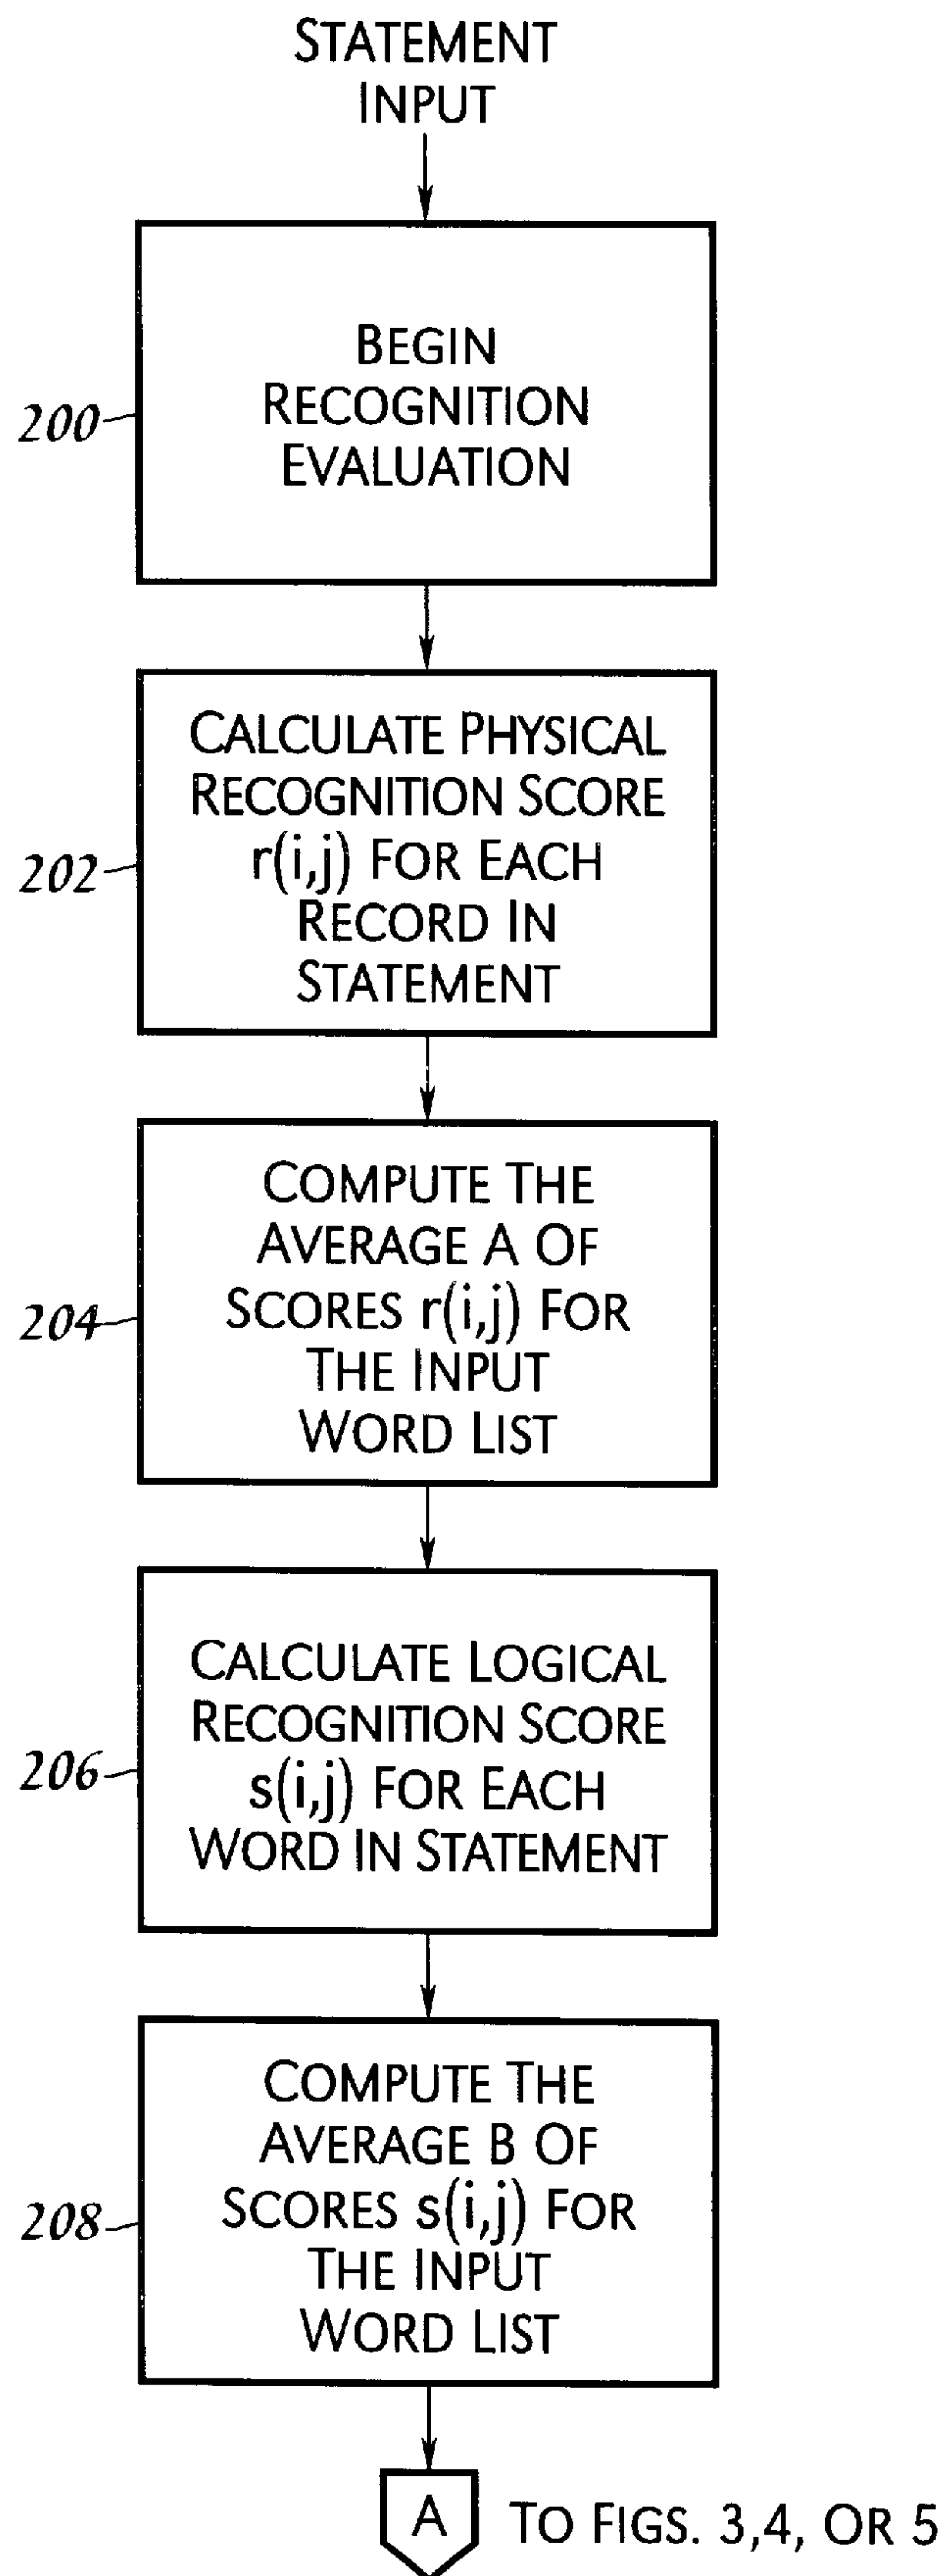 STATEMENT
INPUT
200
BEGIN
RECOGNITION
EVALUATION
202
CALCULATE PHYSICAL
RECOGNITION SCORE
r(i,j) FOR EACH
RECORD IN
STATEMENT
204
COMPUTE THE
AVERAGE A OF
SCORES r(i,j) FOR
THE INPUT
WORD LIST
206
CALCULATE LOGICAL
RECOGNITION SCORE
s(i,j) FOR EACH
WORD IN STATEMENT
208
COMPUTE THE
AVERAGE B OF
SCORES s(i,j) FOR
THE INPUT
WORD LIST
A TO FIGS. 3,4, OR 5